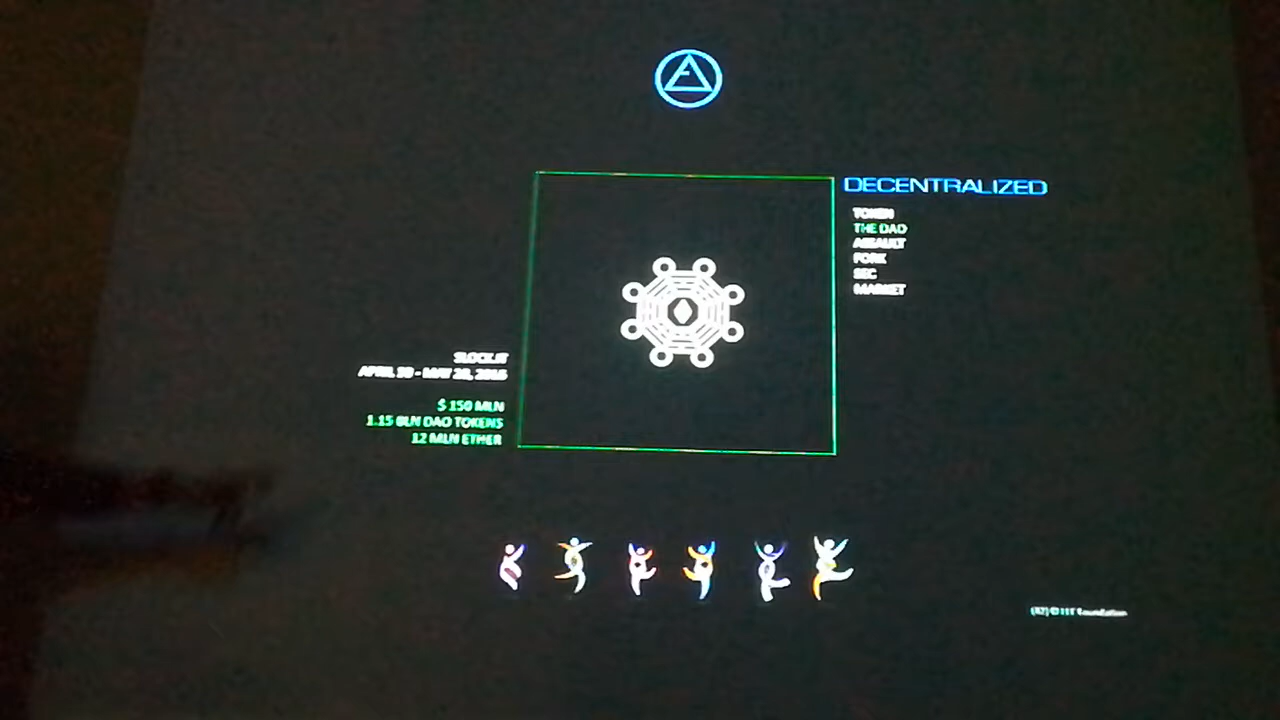 DECENTRALIZED
TOKEN
THE DAO
ASSAULT
FORK
SEC
MARKET
SLOCK.IT
APRIL 30 - MAY 28, 2016
$ 150 MLN
1.15 BLN DAO TOKENS
12 MLN ETHER
Foundation